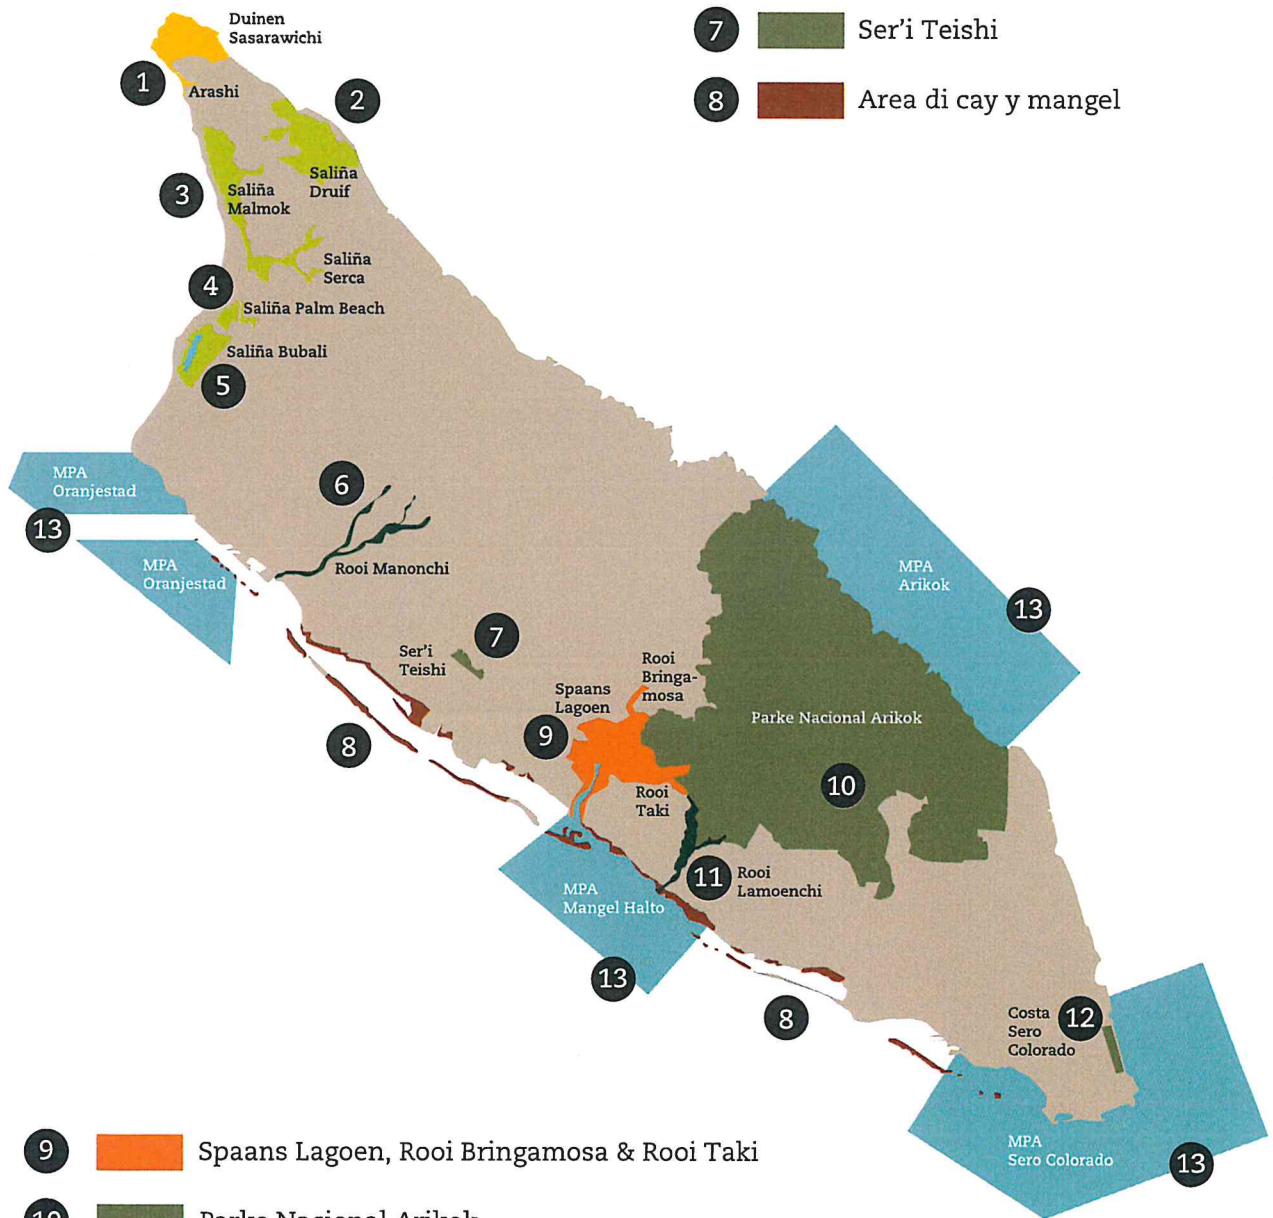 Duinen
Sasarawichi
1
Arashi
2
7
Ser'i Teishi
8
Area di cay y mangel
3
Saliña
Malmok
Saliña
Druif
4
Saliña
Serca
Saliña Palm Beach
Saliña Bubali
5
MPA
Oranjestad
13
MPA
Oranjestad
6
Rooi Manonchi
MPA
Arikok
13
7
Ser'i
Teishi
8
Spaans
Lagoen
9
Rooi
Bringa-
mosa
Parke Nacional Arikok
10
Rooi
Taki
11
Rooi
Lamoenchi
MPA
Mangel Halto
13
8
Costa
Sero
Colorado
12
MPA
Sero Colorado
13
9
Spaans Lagoen, Rooi Bringamosa & Rooi Taki
10
Parke Nacional Arikok